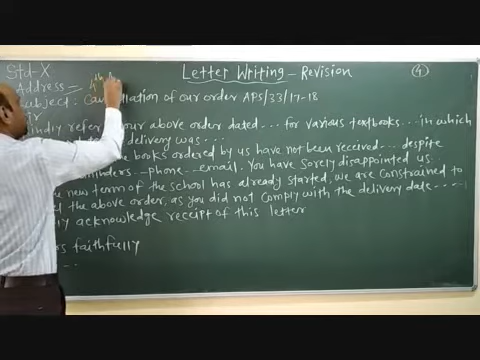 Std-X
Letter Writing - Revision
4
Address - 4th
Subject: Cancellation of our order APS/33/17-18
Sir
kindly refer our above order dated... for various textbooks... in which
delivery was ....
the books ordered by us have not been received... despite
reminders - phone - email. You have sorely disappointed us..
new term of the school has already started, we are constrained to
the above order, as you did not comply with the delivery date ....
acknowledge receipt of this letter
faithfully